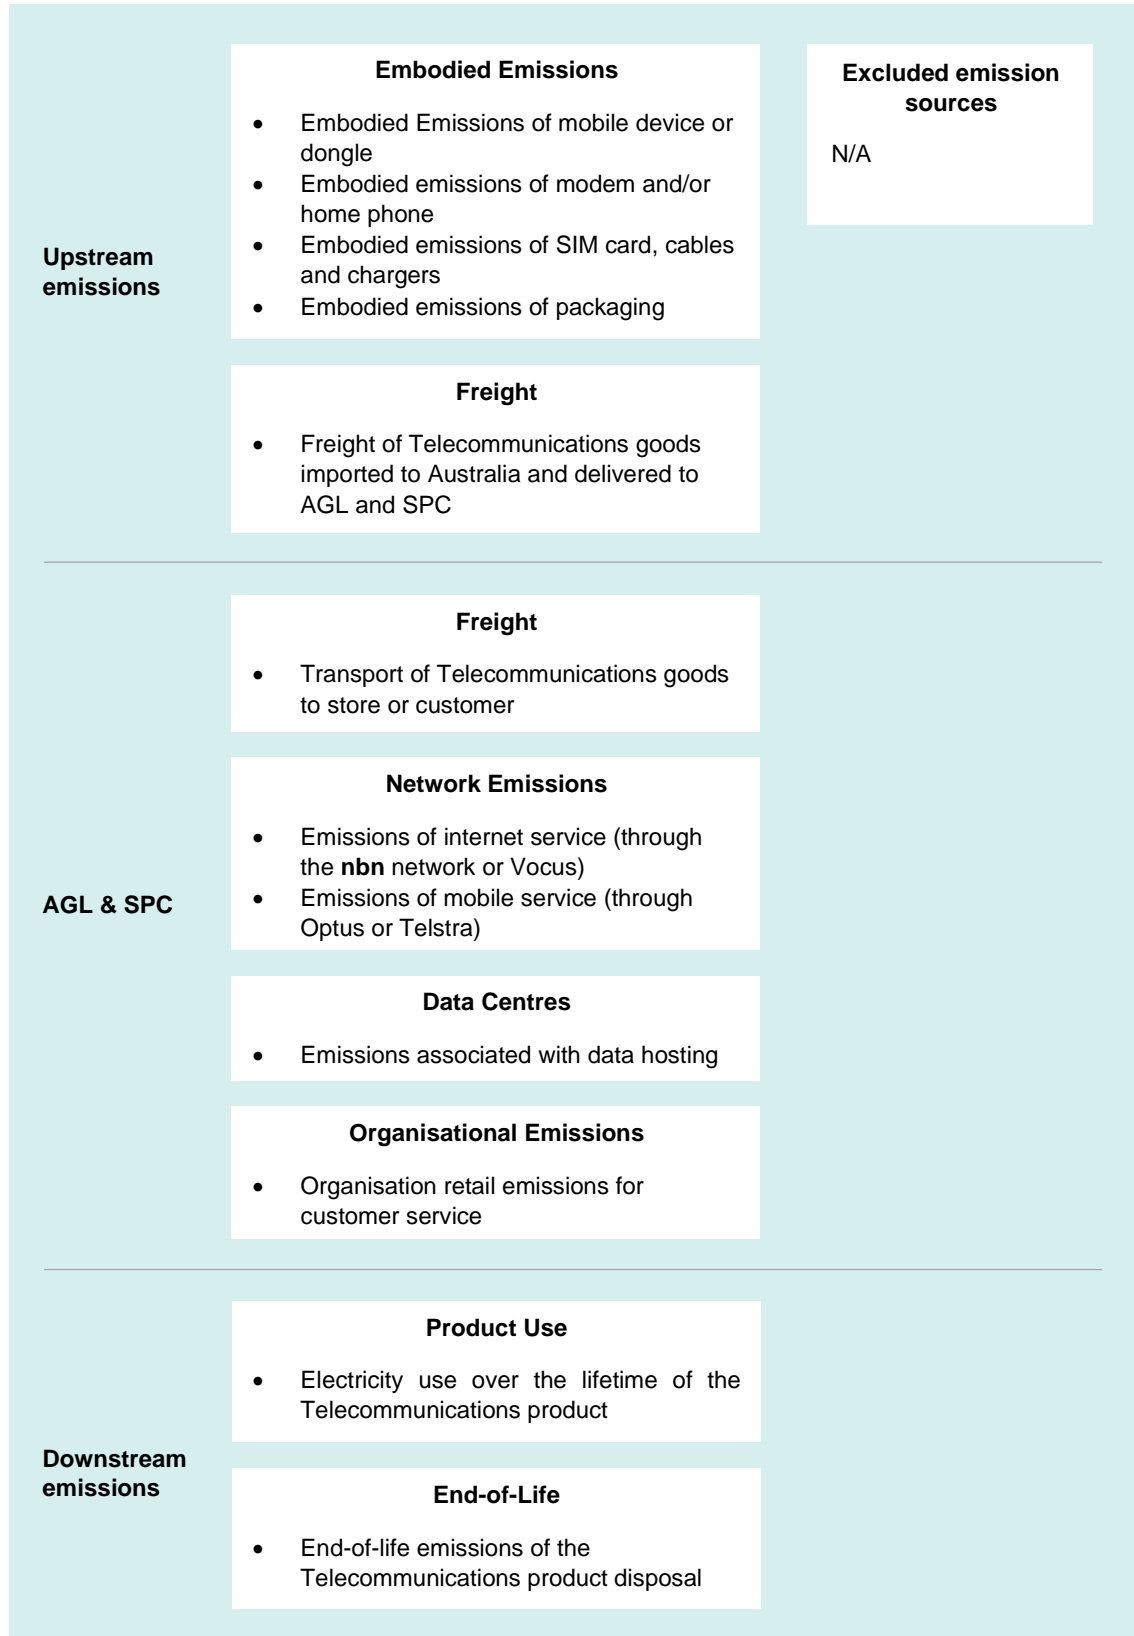 Embodied Emissions
• Embodied Emissions of mobile device or
dongle
• Embodied emissions of modem and/or
home phone
• Embodied emissions of SIM card, cables
and chargers
• Embodied emissions of packaging
Excluded emission
sources
N/A
Upstream
emissions
Freight
• Freight of Telecommunications goods
imported to Australia and delivered to
AGL and SPC
Freight
• Transport of Telecommunications goods
to store or customer
Network Emissions
• Emissions of internet service (through
the nbn network or Vocus)
• Emissions of mobile service (through
Optus or Telstra)
AGL & SPC
Data Centres
• Emissions associated with data hosting
Organisational Emissions
• Organisation retail emissions for
customer service
Product Use
• Electricity use over the lifetime of the
Telecommunications product
Downstream
emissions
End-of-Life
• End-of-life emissions of the
Telecommunications product disposal